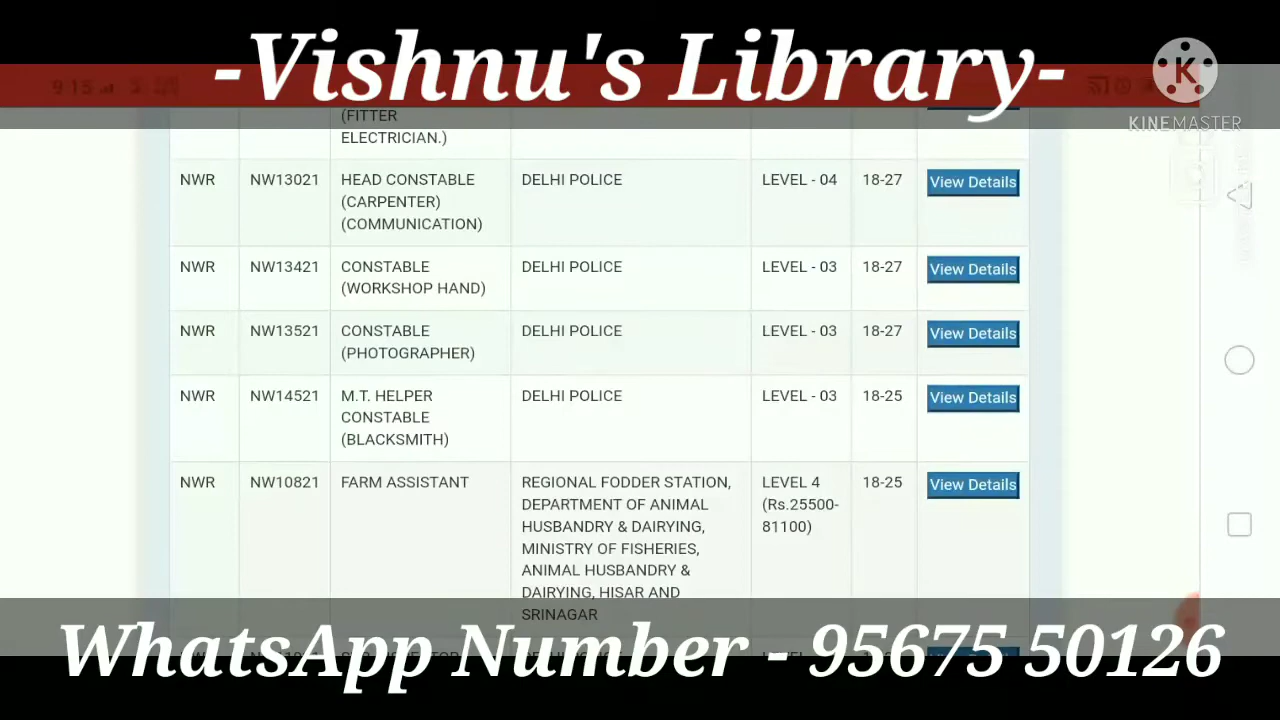 -Vishnu's Library-
9:15
K
KINEMASTER
(FITTER
ELECTRICIAN.)
NWR NW13021 HEAD CONSTABLE DELHI POLICE LEVEL - 04 18-27 View Details
(CARPENTER)
(COMMUNICATION)
NWR NW13421 CONSTABLE DELHI POLICE LEVEL - 03 18-27 View Details
(WORKSHOP HAND)
NWR NW13521 CONSTABLE DELHI POLICE LEVEL - 03 18-27 View Details
(PHOTOGRAPHER)
NWR NW14521 M.T. HELPER DELHI POLICE LEVEL - 03 18-25 View Details
CONSTABLE
(BLACKSMITH)
NWR NW10821 FARM ASSISTANT REGIONAL FODDER STATION, LEVEL 4 18-25 View Details
DEPARTMENT OF ANIMAL (Rs.25500-
HUSBANDRY & DAIRYING, 81100)
MINISTRY OF FISHERIES,
ANIMAL HUSBANDRY &
DAIRYING, HISAR AND
SRINAGAR
WhatsApp Number - 95675 50126